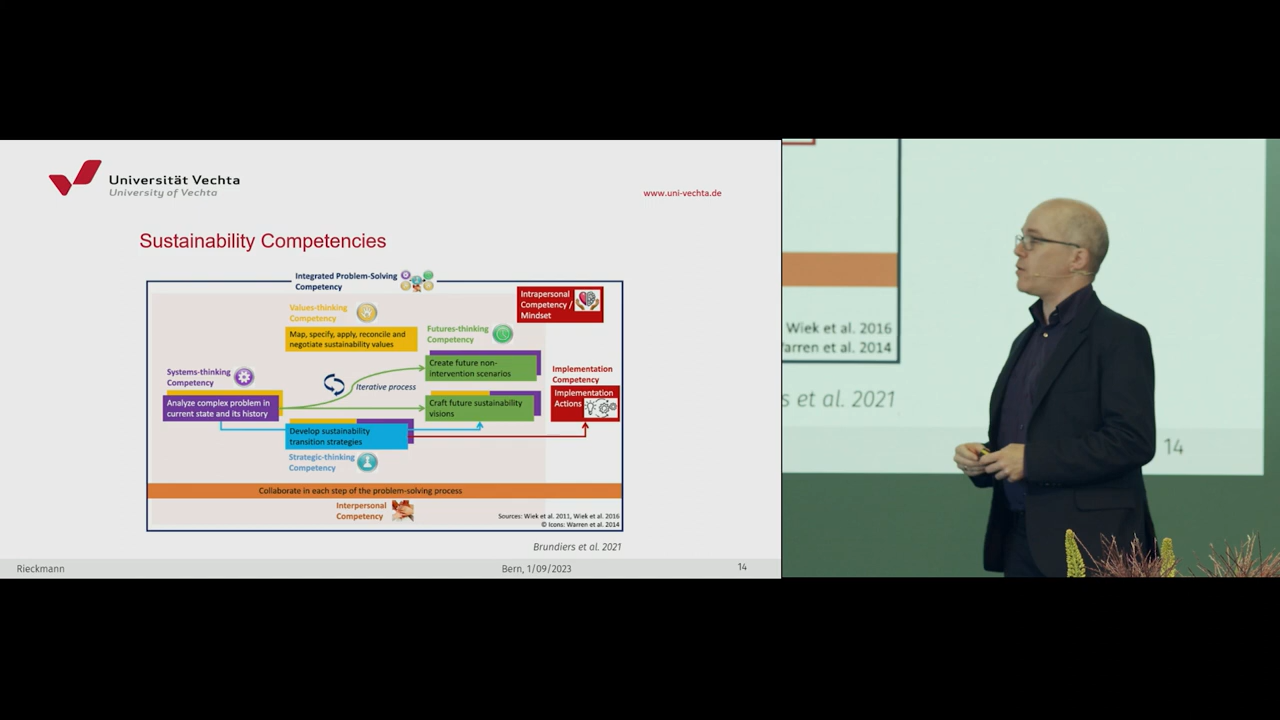 Universität Vechta
University of Vechta
www.uni-vechta.de
Sustainability Competencies
Integrated Problem-Solving
Competency
Values-thinking
Competency
Map, specify, apply, reconcile and
negotiate sustainability values
Intrapersonal
Competency /
Mindset
Futures-thinking
Competency
Create future non-
intervention scenarios
Systems-thinking
Competency
Analyze complex problem in
current state and its history
Iterative process
Craft future sustainability
visions
Implementation
Competency
Implementation
Actions
Develop sustainability
transition strategies
Strategic-thinking
Competency
Collaborate in each step of the problem-solving process
Interpersonal
Competency
Sources: Wiek et al. 2011, Wiek et al. 2016
© Icons: Warren et al. 2014
Brundiers et al. 2021
Rieckmann
Bern, 1/09/2023
14
Wiek et al. 2016
arren et al. 2014
s et al. 2021
14